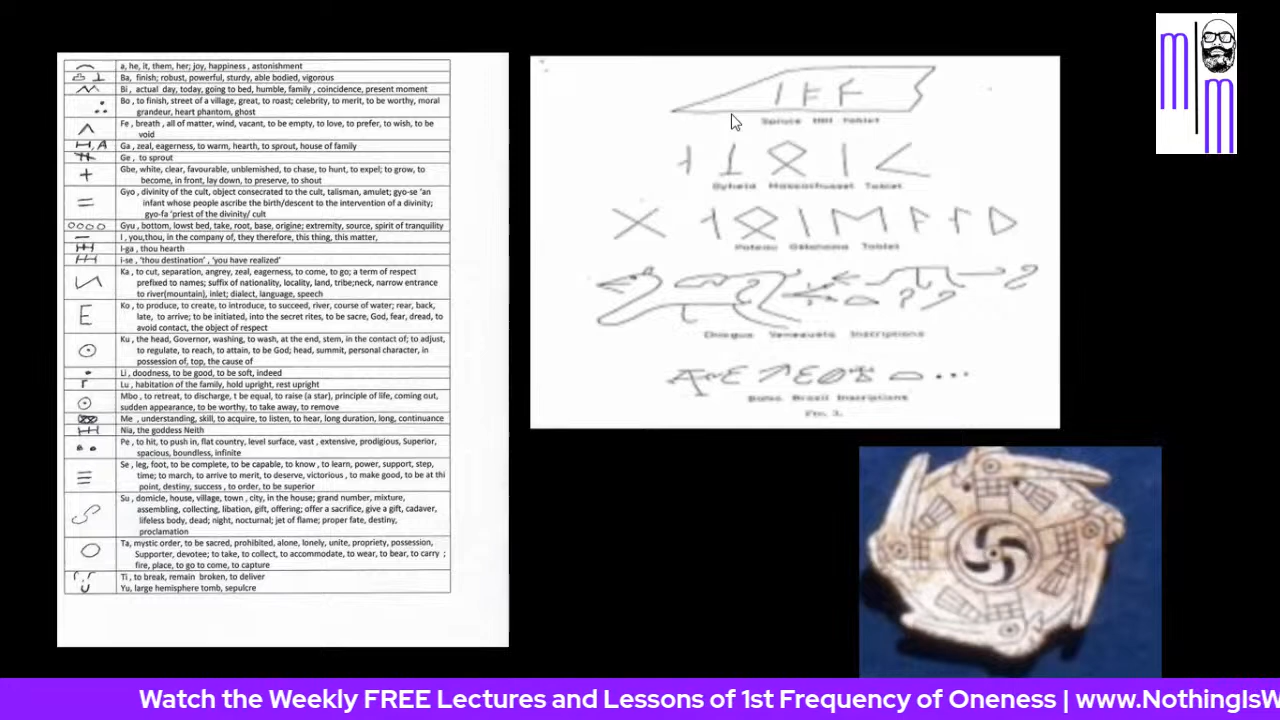 a, he, it, them, her; joy, happiness , astonishment
Ba, finish; robust, powerful, sturdy, able bodied, vigorous
Bi , actual day, today, going to bed, humble, family , coincidence, present moment
Bo , to finish, street of a village, great, to roast; celebrity, to merit, to be worthy, moral
grandeur, heart phantom, ghost
Fe , breath , all of matter, wind, vacant, to be empty, to love, to prefer, to wish, to be
void
Ga , zeal, eagerness, to warm, hearth, to sprout, house of family
Ge , to sprout
Gbe, white, clear, favourable, unblemished, to chase, to hunt, to expel; to grow, to
become, in front, lay down, to preserve, to shout
Gyo , divinity of the cult, object consecrated to the cult, talisman, amulet; gyo-se 'an
infant whose people ascribe the birth/descent to the intervention of a divinity;
gyo-fa 'priest of the divinity/ cult
Gyu , bottom, lowst bed, take, root, base, origine; extremity, source, spirit of tranquility
I , you,thou, in the company of, they therefore, this thing, this matter,
I-ga , thou hearth
i-se , 'thou destination' , 'you have realized'
Ka , to cut, separation, angrey, zeal, eagerness, to come, to go; a term of respect
prefixed to names; suffix of nationality, locality, land, tribe;neck, narrow entrance
to river(mountain), inlet; dialect, language, speech
Ko , to produce, to create, to introduce, to succeed, river, course of water; rear, back,
late, to arrive; to be initiated, into the secret rites, to be sacre, God, fear, dread, to
avoid contact, the object of respect
Ku , the head, Governor, washing, to wash, at the end, stem, in the contact of; to adjust,
to regulate, to reach, to attain, to be God; head, summit, personal character, in
possession of, top, the cause of
Li , doodness, to be good, to be soft, indeed
Lu , habitation of the family, hold upright, rest upright
Mbo , to retreat, to discharge, t be equal, to raise (a star), principle of life, coming out,
sudden appearance, to be worthy, to take away, to remove
Me , understanding, skill, to acquire, to listen, to hear, long duration, long, continuance
Nia, the goddess Neith
Pe , to hit, to push in, flat country, level surface, vast , extensive, prodigious, Superior,
spacious, boundless, infinite
Se , leg, foot, to be complete, to be capable, to know , to learn, power, support, step,
time; to march, to arrive to merit, to deserve, victorious , to make good, to be at thi
point, destiny, success , to order, to be superior
Su , domicle, house, village, town , city, in the house; grand number, mixture,
assembling, collecting, libation, gift, offering; offer a sacrifice, give a gift, cadaver,
lifeless body, dead; night, nocturnal; jet of flame; proper fate, destiny,
proclamation
Ta, mystic order, to be sacred, prohibited, alone, lonely, unite, propriety, possession,
Supporter, devotee; to take, to collect, to accommodate, to wear, to bear, to carry ;
fire, place, to go to come, to capture
Ti , to break, remain broken, to deliver
Yu, large hemisphere tomb, sepulcre
Spruce Hill Tablet
Byfield Massachusset Tablet
Poteau Oklahoma Tablet
Venezuela Inscriptions
Brazil Inscriptions
m m
Watch the Weekly FREE Lectures and Lessons of 1st Frequency of Oneness | www.NothingIsW